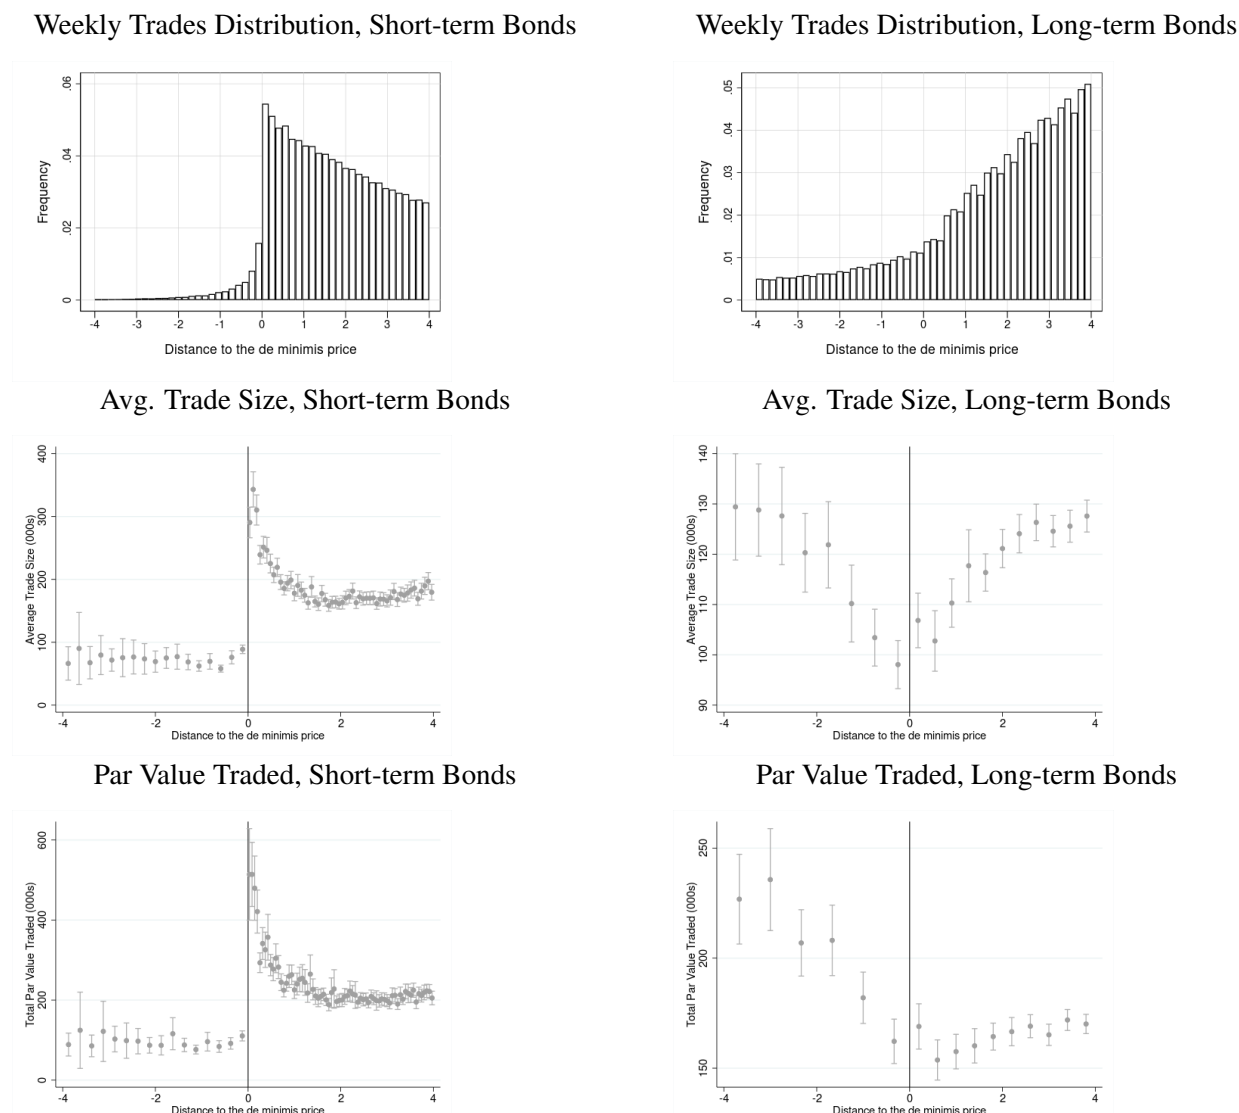 Weekly Trades Distribution, Short-term Bonds
Weekly Trades Distribution, Long-term Bonds
Frequency
.06
.04
.02
0
-4 -3 -2 -1 0 1 2 3 4
Distance to the de minimis price
Frequency
.05
.04
.03
.02
.01
0
-4 -3 -2 -1 0 1 2 3 4
Distance to the de minimis price
Avg. Trade Size, Short-term Bonds
Avg. Trade Size, Long-term Bonds
Average Trade Size (000s)
400
300
200
100
0
-4 -2 0 2 4
Distance to the de minimis price
Average Trade Size (000s)
140
130
120
110
100
90
-4 -2 0 2 4
Distance to the de minimis price
Par Value Traded, Short-term Bonds
Par Value Traded, Long-term Bonds
Total Par Value Traded (000s)
600
400
200
0
-4 -2 0 2 4
Distance to the de minimis price
Total Par Value Traded (000s)
250
200
150
-4 -2 0 2 4
Distance to the de minimis price